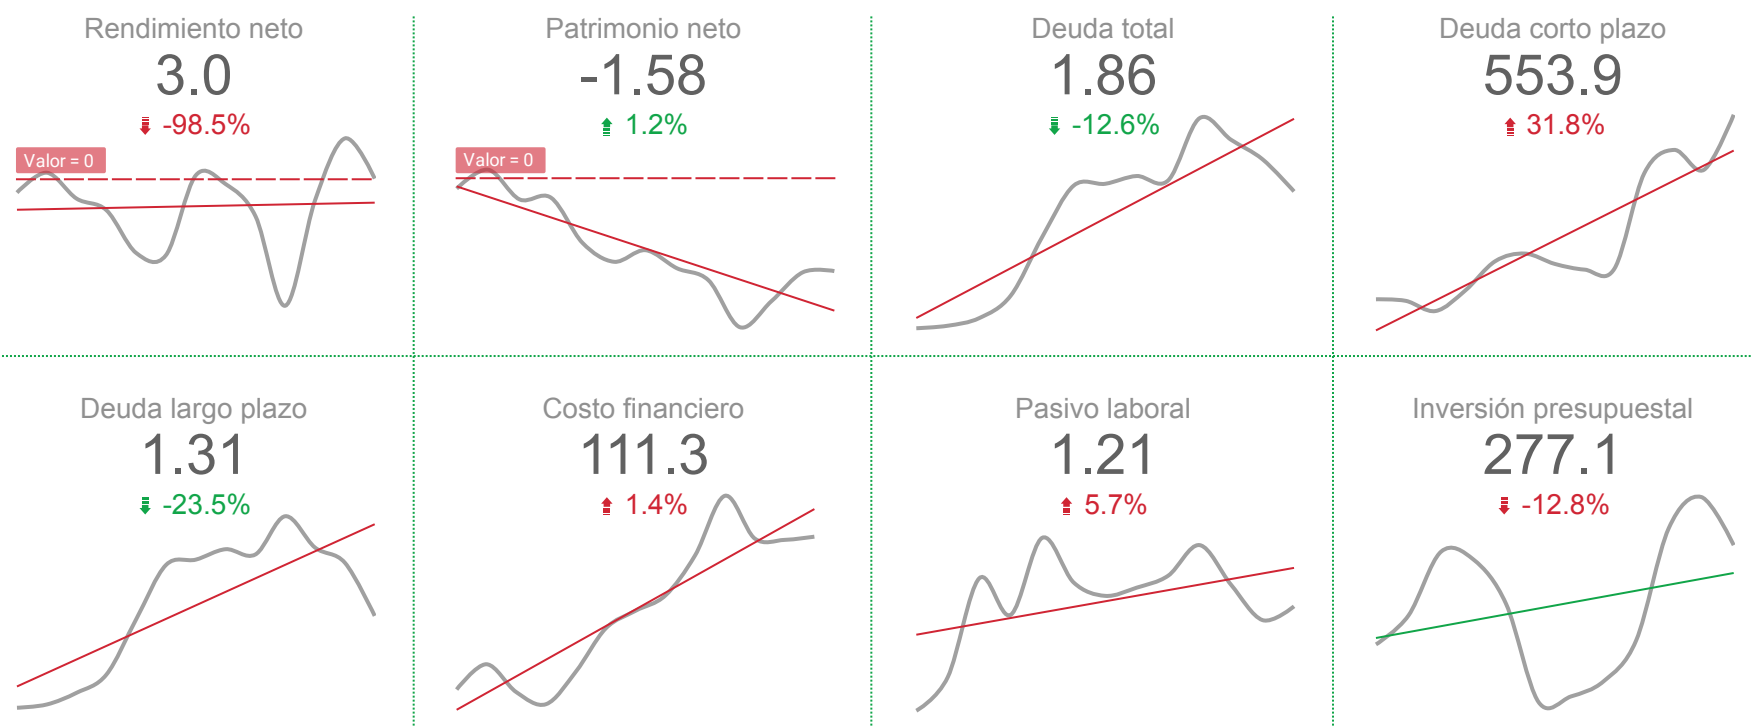 Rendimiento neto
3.0
-98.5%
Valor = 0
Patrimonio neto
-1.58
1.2%
Valor = 0
Deuda total
1.86
-12.6%
Deuda corto plazo
553.9
31.8%
Deuda largo plazo
1.31
-23.5%
Costo financiero
111.3
1.4%
Pasivo laboral
1.21
5.7%
Inversión presupuestal
277.1
-12.8%